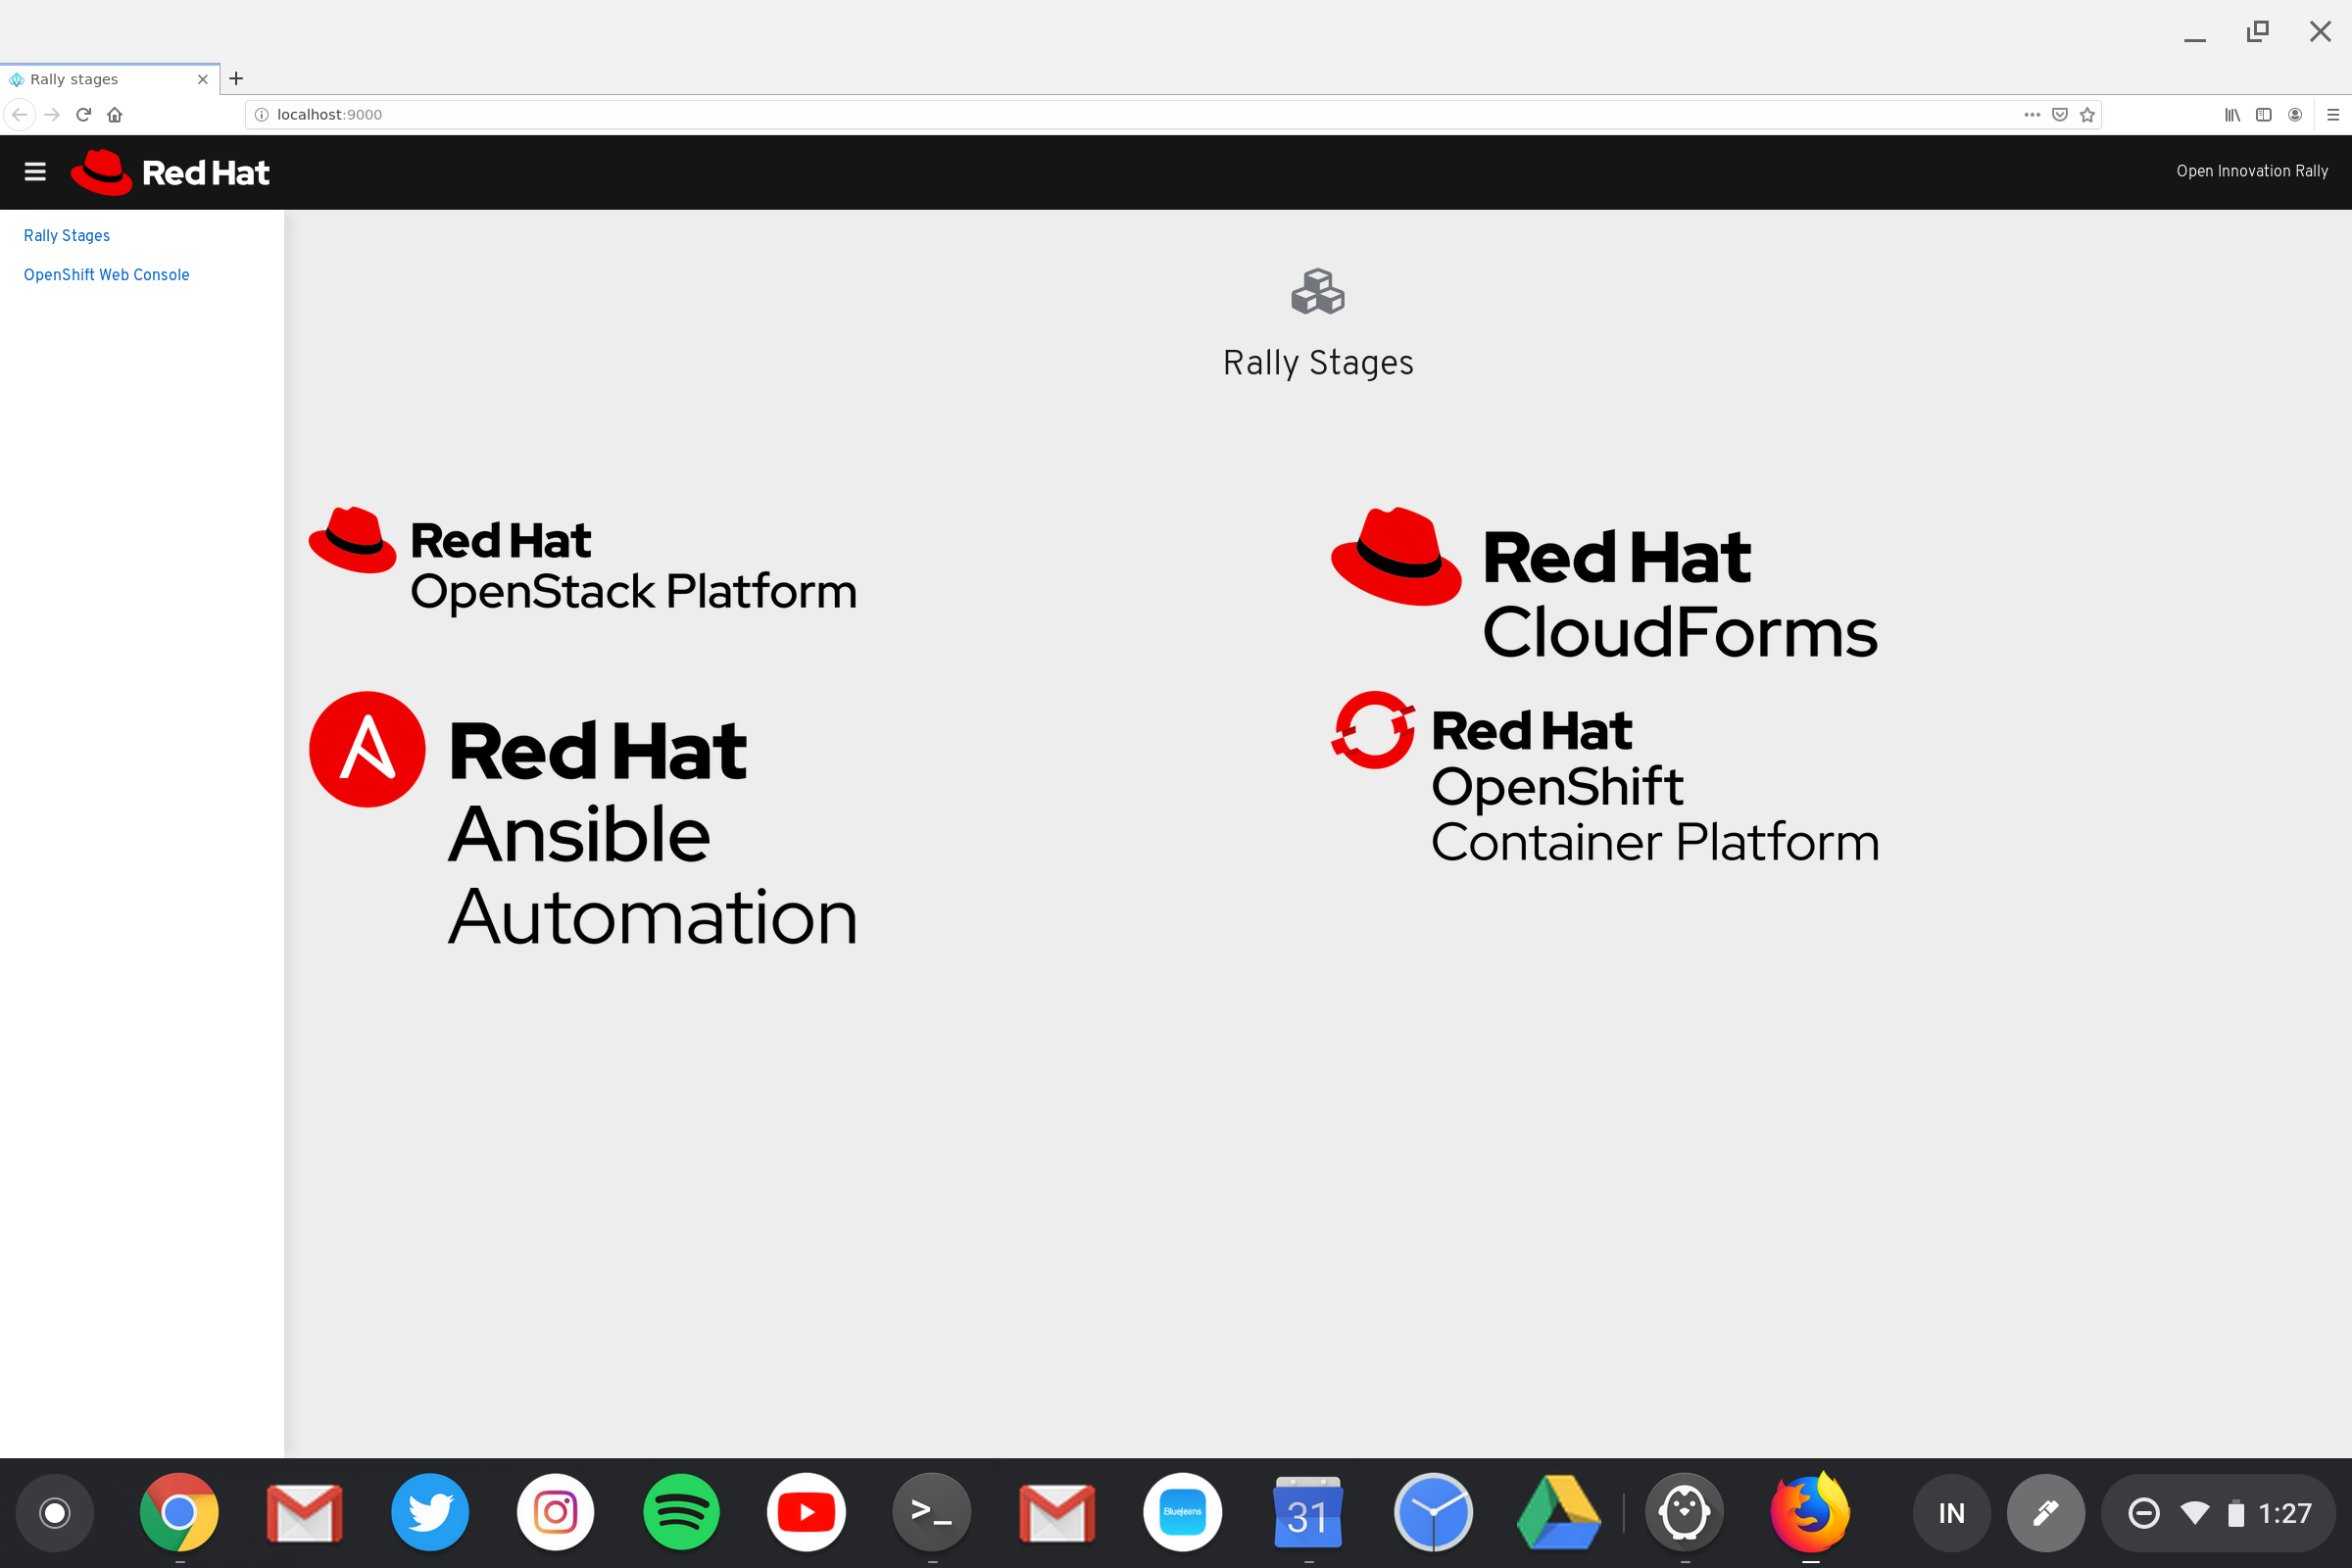 Rally stages
localhost:9000
Red Hat
Open Innovation Rally
Rally Stages
OpenShift Web Console
Rally Stages
Red Hat
OpenStack Platform
Red Hat
CloudForms
Red Hat
Ansible
Automation
Red Hat
OpenShift
Container Platform
>_
BlueJeans
31
IN
1:27